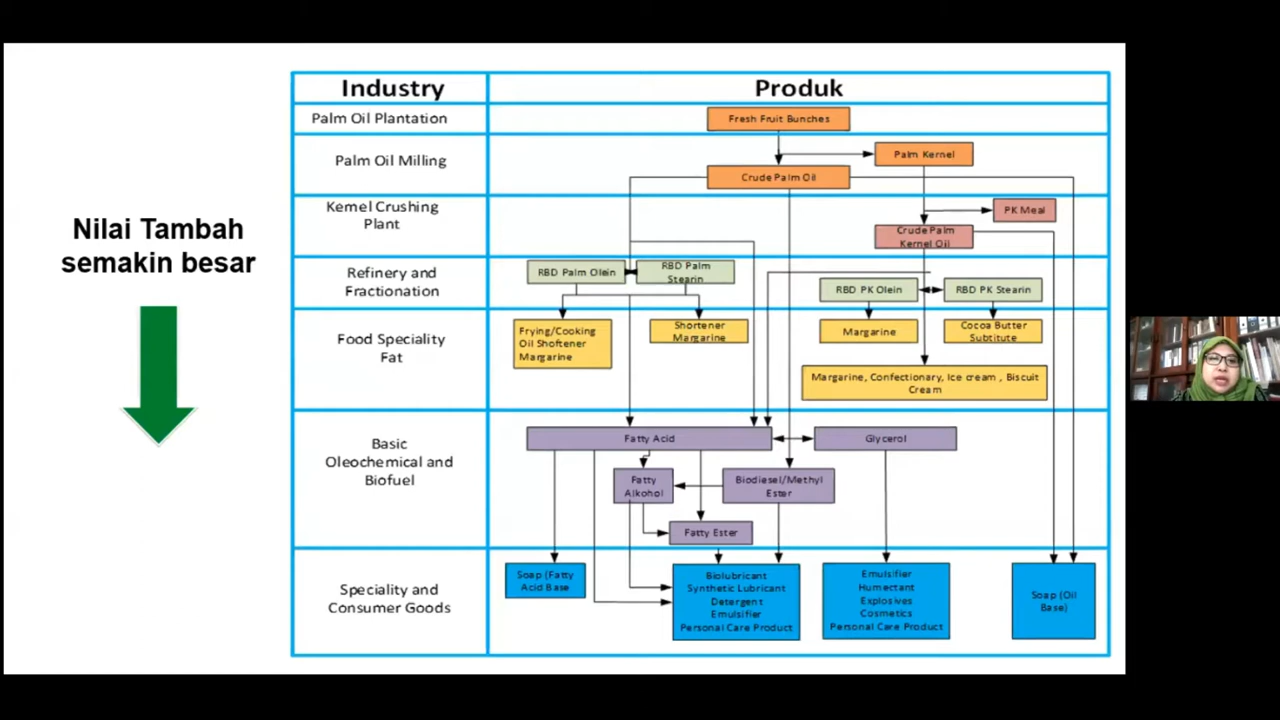 Nilai Tambah
semakin besar
Industry
Produk
Palm Oil Plantation
Fresh Fruit Bunches
Palm Oil Milling
Palm Kernel
Crude Palm Oil
Kernel Crushing
Plant
PK Meal
Crude Palm
Kernel Oil
Refinery and
Fractionation
RBD Palm Olein
RBD Palm
Stearin
RBD PK Olein
RBD PK Stearin
Food Speciality
Fat
Frying/Cooking
Oil Shoftener
Margarine
Shortener
Margarine
Margarine
Cocoa Butter
Subtitute
Margarine, Confectionary, Ice cream , Biscuit
Cream
Basic
Oleochemical and
Biofuel
Fatty Acid
Glycerol
Fatty
Alkohol
Biodiesel/Methyl
Ester
Fatty Ester
Speciality and
Consumer Goods
Soap (Fatty
Acid Base
Biolubricant
Synthetic Lubricant
Detergent
Emulsifier
Personal Care Product
Emulsifier
Humectant
Explosives
Cosmetics
Personal Care Product
Soap (Oil
Base)